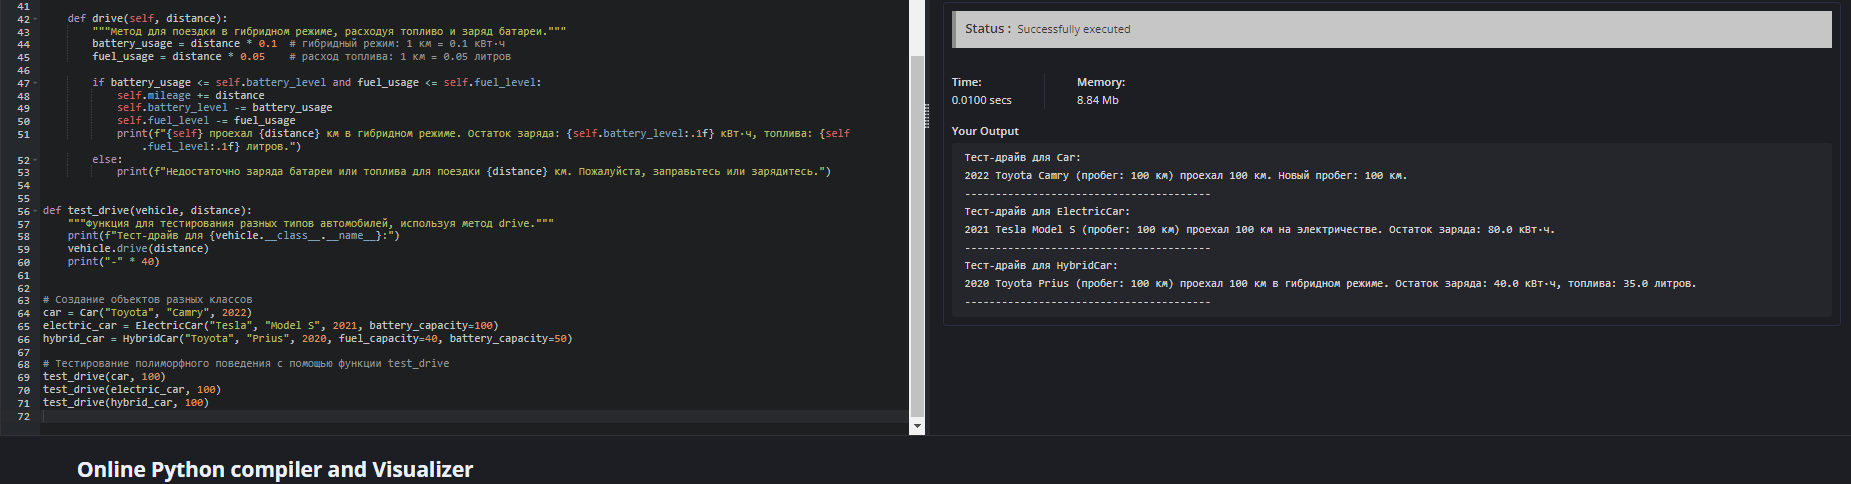 41
42 def drive(self, distance):
43 """Метод для поездки в гибридном режиме, расходуя топливо и заряд батареи."""
44 battery_usage = distance * 0.1 # гибридный режим: 1 км = 0.1 кВт·ч
45 fuel_usage = distance * 0.05 # расход топлива: 1 км = 0.05 литров
46
47 if battery_usage <= self.battery_level and fuel_usage <= self.fuel_level:
48 self.mileage += distance
49 self.battery_level -= battery_usage
50 self.fuel_level -= fuel_usage
51 print(f"{self} проехал {distance} км в гибридном режиме. Остаток заряда: {self.battery_level:.1f} кВт·ч, топлива: {self
.fuel_level:.1f} литров.")
52 else:
53 print(f"Недостаточно заряда батареи или топлива для поездки {distance} км. Пожалуйста, заправьтесь или зарядитесь.")
54
55
56 def test_drive(vehicle, distance):
57 """Функция для тестирования разных типов автомобилей, используя метод drive."""
58 print(f"Тест-драйв для {vehicle.__class__.__name__}:")
59 vehicle.drive(distance)
60 print("-" * 40)
61
62
63 # Создание объектов разных классов
64 car = Car("Toyota", "Camry", 2022)
65 electric_car = ElectricCar("Tesla", "Model S", 2021, battery_capacity=100)
66 hybrid_car = HybridCar("Toyota", "Prius", 2020, fuel_capacity=40, battery_capacity=50)
67
68 # Тестирование полиморфного поведения с помощью функции test_drive
69 test_drive(car, 100)
70 test_drive(electric_car, 100)
71 test_drive(hybrid_car, 100)
72
Status : Successfully executed
Time: Memory:
0.0100 secs 8.84 Mb
Your Output
Тест-драйв для Car:
2022 Toyota Camry (пробег: 100 км) проехал 100 км. Новый пробег: 100 км.
----------------------------------------
Тест-драйв для ElectricCar:
2021 Tesla Model S (пробег: 100 км) проехал 100 км на электричестве. Остаток заряда: 80.0 кВт·ч.
----------------------------------------
Тест-драйв для HybridCar:
2020 Toyota Prius (пробег: 100 км) проехал 100 км в гибридном режиме. Остаток заряда: 40.0 кВт·ч, топлива: 35.0 литров.
----------------------------------------
Online Python compiler and Visualizer